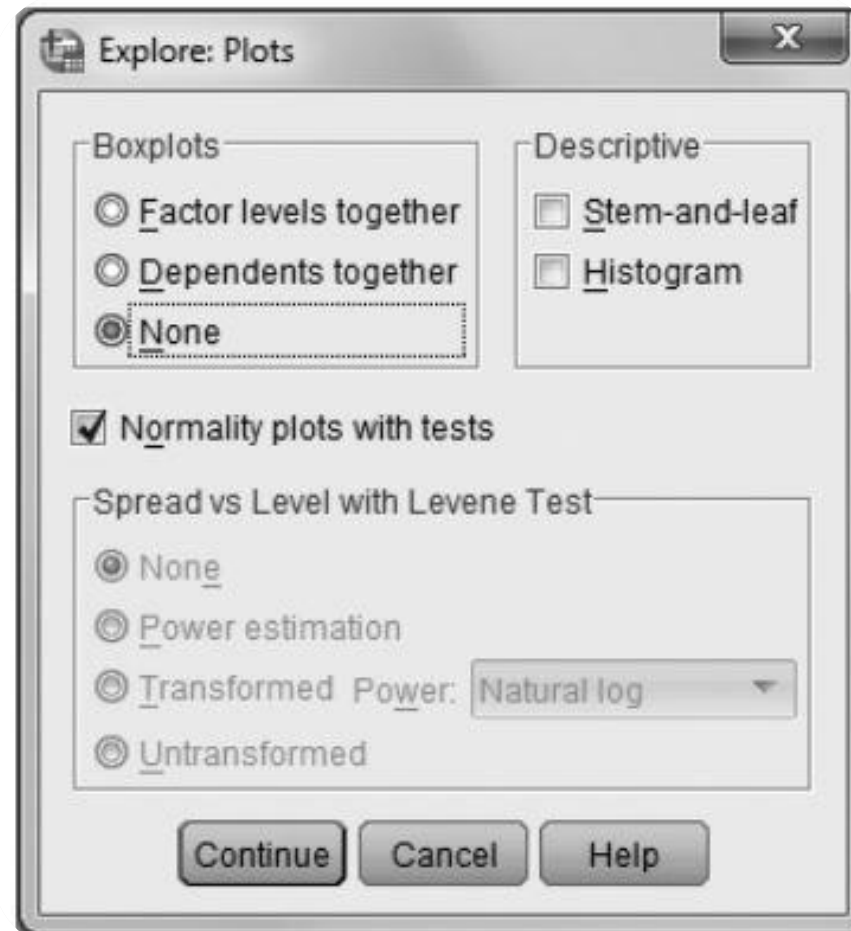 Explore: Plots
Boxplots
Factor levels together
Dependents together
None
Descriptive
Stem-and-leaf
Histogram
Normality plots with tests
Spread vs Level with Levene Test
None
Power estimation
Transformed Power: Natural log
Untransformed
Continue Cancel Help